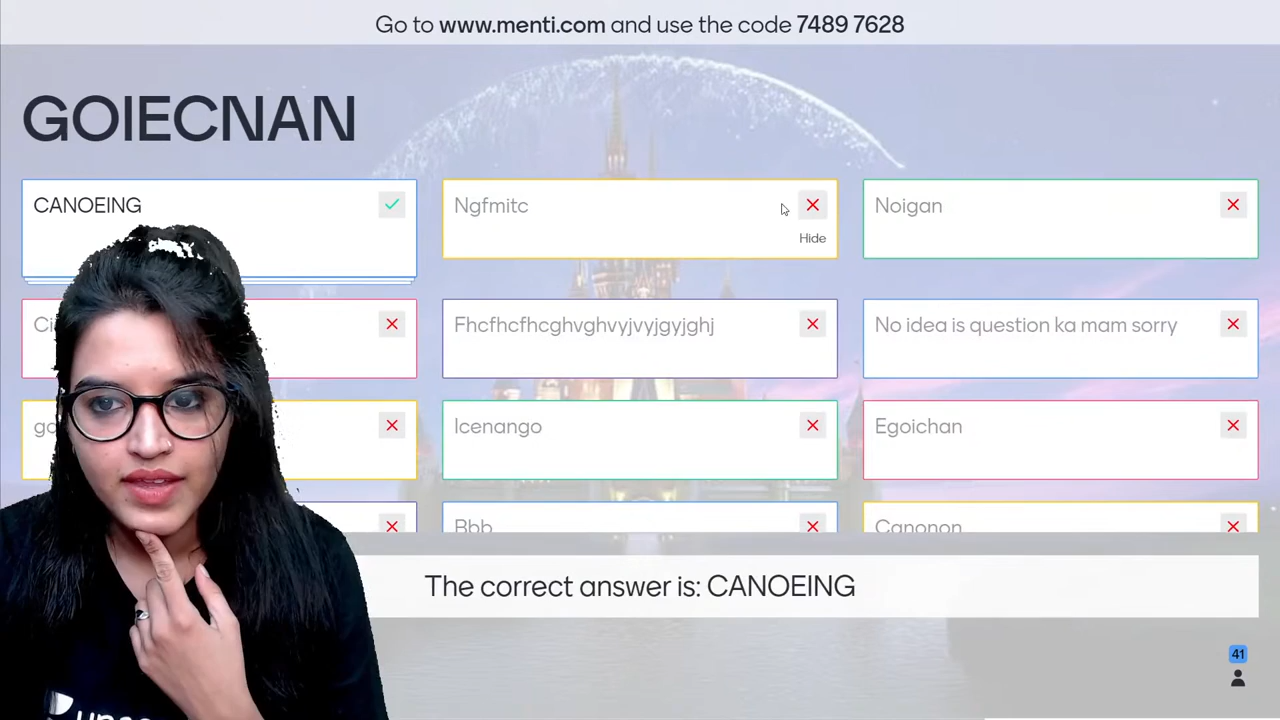 Go to www.menti.com and use the code 7489 7628
GOIECNAN
CANOEING
Ngfmitc
Noigan
Hide
Fhcfhcfhcghvghvyjvyjgyjghj
No idea is question ka mam sorry
Icenango
Egoichan
Bbb
Canonon
The correct answer is: CANOEING
41